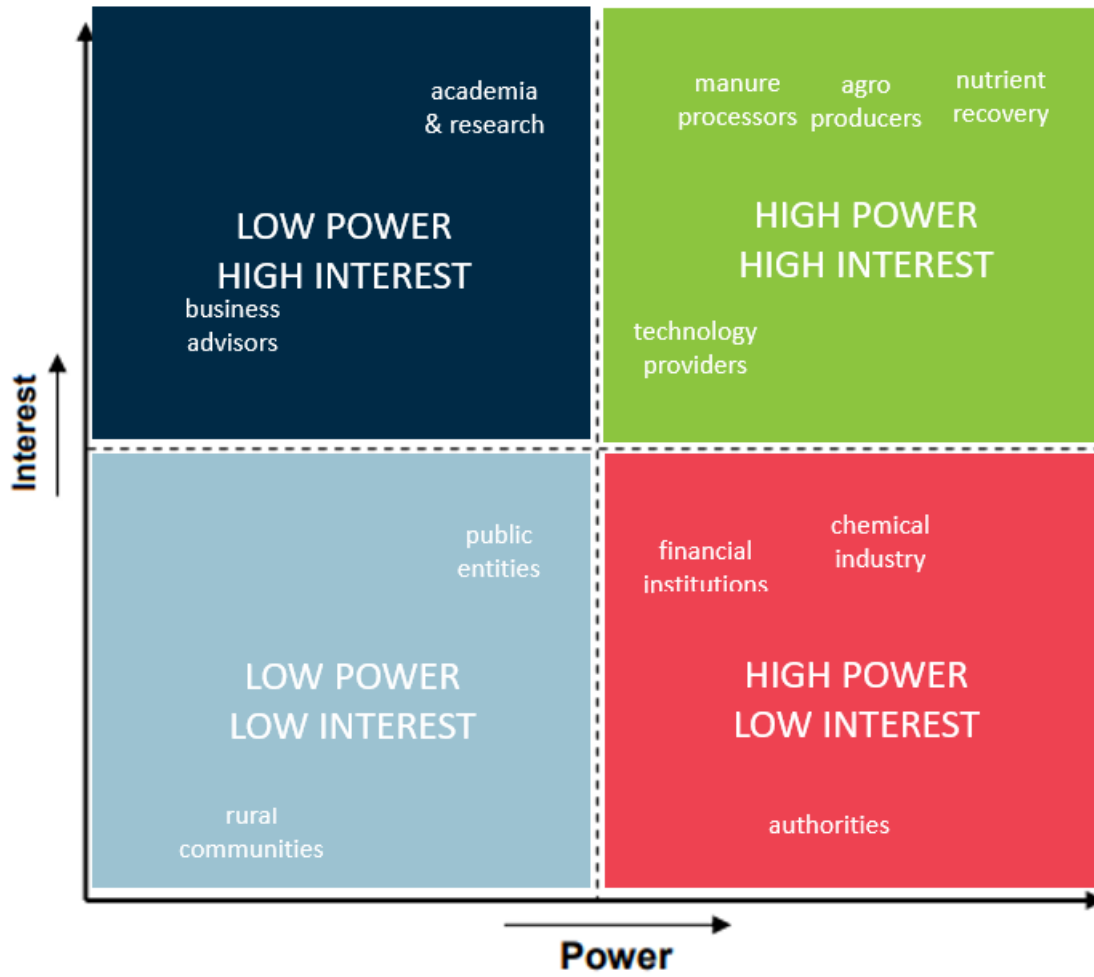 academia
& research
LOW POWER
HIGH INTEREST
business
advisors
manure
processors
agro
producers
nutrient
recovery
HIGH POWER
HIGH INTEREST
technology
providers
Interest
public
entities
LOW POWER
LOW INTEREST
rural
communities
financial
institutions
chemical
industry
HIGH POWER
LOW INTEREST
authorities
Power